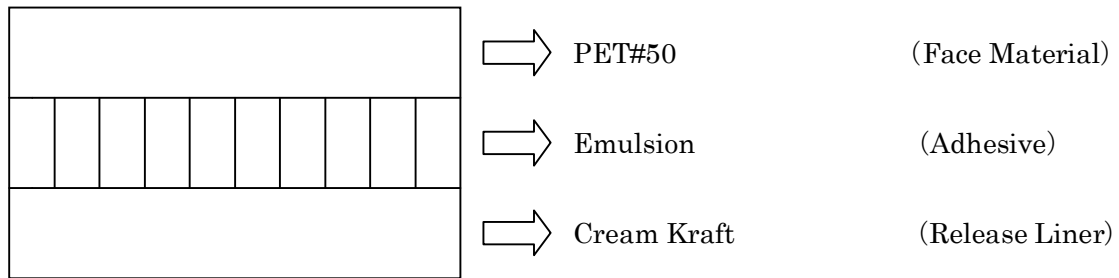 PET#50 (Face Material)
Emulsion (Adhesive)
Cream Kraft (Release Liner)